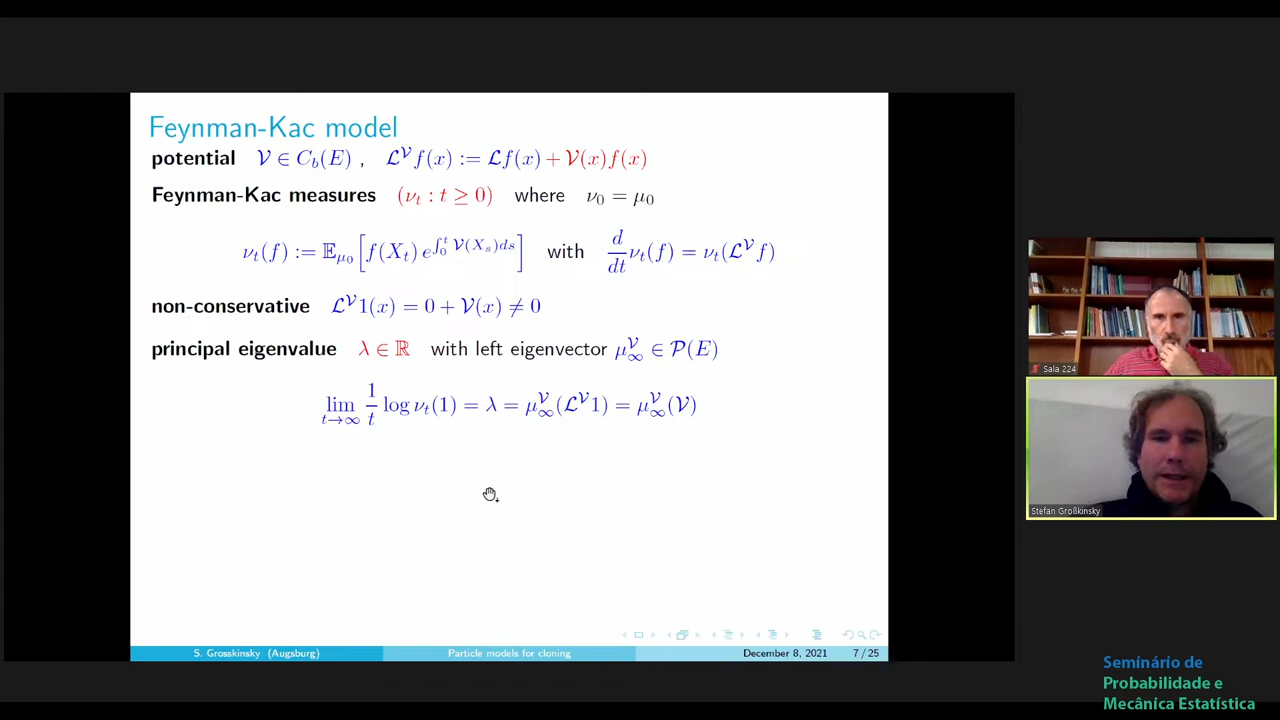 Feynman-Kac model
potential 𝒱 ∈ C_b(E) , ℒ^𝒱 f(x) := ℒf(x) + 𝒱(x)f(x)
Feynman-Kac measures (ν_t : t ≥ 0) where ν_0 = μ_0
ν_t(f) := 𝔼_{μ_0}[f(X_t) e^{∫_0^t 𝒱(X_s)ds}] with d/dt ν_t(f) = ν_t(ℒ^𝒱 f)
non-conservative ℒ^𝒱 1(x) = 0 + 𝒱(x) ≠ 0
principal eigenvalue λ ∈ ℝ with left eigenvector μ_∞^𝒱 ∈ 𝒫(E)
lim_{t→∞} 1/t log ν_t(1) = λ = μ_∞^𝒱(ℒ^𝒱 1) = μ_∞^𝒱(𝒱)
S. Grosskinsky (Augsburg) Particle models for cloning December 8, 2021 7 / 25
Sala 224
Stefan Großkinsky
Seminário de
Probabilidade e
Mecânica Estatística